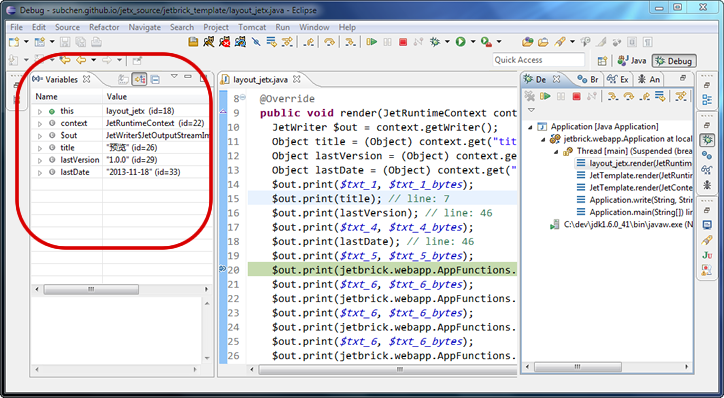 Debug - subchen.github.io/jetx_source/jetbrick_template/layout_jetx.java - Eclipse
File Edit Source Refactor Navigate Search Project Tomcat Run Window Help
Quick Access
Java
Debug
Variables
Name Value
this layout_jetx (id=18)
context JetRuntimeContext (id=22)
$out JetWriter$JetOutputStreamIm
title "预览" (id=26)
lastVersion "1.0.0" (id=29)
lastDate "2013-11-18" (id=33)
layout_jetx.java
8 @Override
9 public void render(JetRuntimeContext cont
10 JetWriter $out = context.getWriter();
11 Object title = (Object) context.get("tit
12 Object lastVersion = (Object) context.ge
13 Object lastDate = (Object) context.get("
14 $out.print($txt_1, $txt_1_bytes);
15 $out.print(title); // line: 7
16 $out.print(lastVersion); // line: 46
17 $out.print($txt_4, $txt_4_bytes);
18 $out.print(lastDate); // line: 46
19 $out.print($txt_5, $txt_5_bytes);
20 $out.print(jetbrick.webapp.AppFunctions.
21 $out.print($txt_6, $txt_6_bytes);
22 $out.print(jetbrick.webapp.AppFunctions.
23 $out.print($txt_6, $txt_6_bytes);
24 $out.print(jetbrick.webapp.AppFunctions.
25 $out.print($txt_6, $txt_6_bytes);
26 $out.print(jetbrick.webapp.AppFunctions.
De Br Ex An
Application [Java Application]
jetbrick.webapp.Application at local
Thread [main] (Suspended (brea
layout_jetx.render(JetRuntim
JetTemplate.render(JetRunti
JetTemplate.render(JetConte
Application.write(String, Strin
Application.main(String[]) lin
C:\dev\jdk1.6.0_41\bin\javaw.exe (N